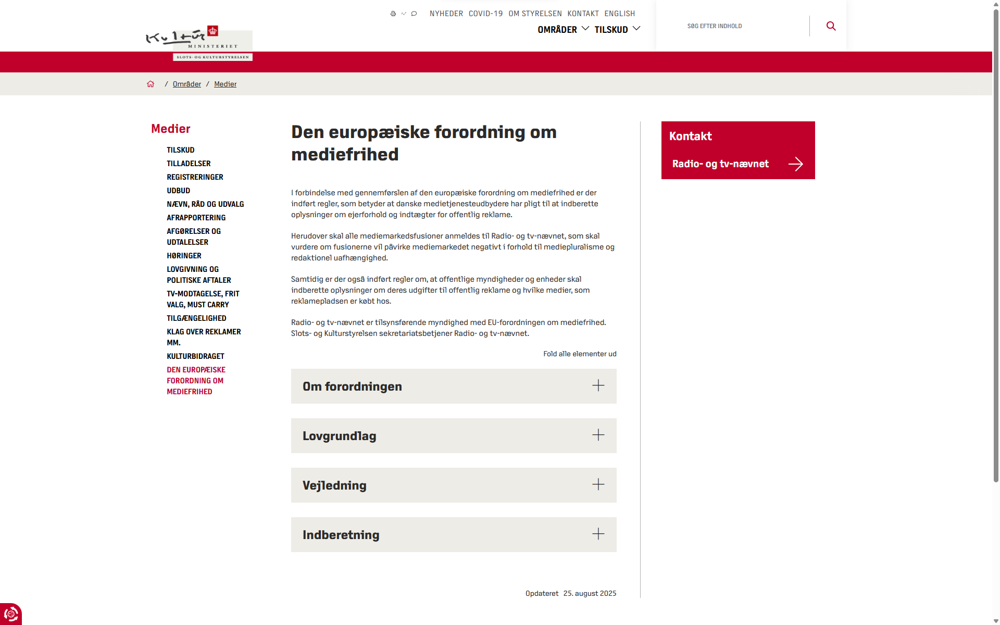 NYHEDER COVID-19 OM STYRELSEN KONTAKT ENGLISH
OMRÅDER TILSKUD
SØG EFTER INDHOLD
Kultur
MINISTERIET
SLOTS- OG KULTURSTYRELSEN
/ Områder / Medier
Medier
TILSKUD
TILLADELSER
REGISTRERINGER
UDBUD
NÆVN, RÅD OG UDVALG
AFRAPPORTERING
AFGØRELSER OG
UDTALELSER
HØRINGER
LOVGIVNING OG
POLITISKE AFTALER
TV-MODTAGELSE, FRIT
VALG, MUST CARRY
TILGÆNGELIGHED
KLAG OVER REKLAMER
MM.
KULTURBIDRAGET
DEN EUROPÆISKE
FORORDNING OM
MEDIEFRIHED
Den europæiske forordning om
mediefrihed
I forbindelse med gennemførslen af den europæiske forordning om mediefrihed er der
indført regler, som betyder at danske medietjenesteudbydere har pligt til at indberette
oplysninger om ejerforhold og indtægter for offentlig reklame.
Herudover skal alle mediemarkedsfusioner anmeldes til Radio- og tv-nævnet, som skal
vurdere om fusionerne vil påvirke mediemarkedet negativt i forhold til mediepluralisme og
redaktionel uafhængighed.
Samtidig er der også indført regler om, at offentlige myndigheder og enheder skal
indberette oplysninger om deres udgifter til offentlig reklame og hvilke medier, som
reklamepladsen er købt hos.
Radio- og tv-nævnet er tilsynsførende myndighed med EU-forordningen om mediefrihed.
Slots- og Kulturstyrelsen sekretariatsbetjener Radio- og tv-nævnet.
Fold alle elementer ud
Om forordningen
Lovgrundlag
Vejledning
Indberetning
Opdateret 25. august 2025
Kontakt
Radio- og tv-nævnet